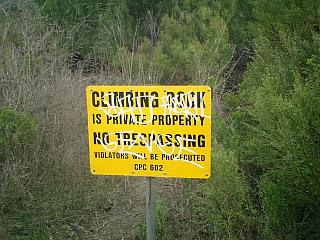 CLIMBING ROCK
IS PRIVATE PROPERTY
NO TRESPASSING
VIOLATORS WILL BE PROSECUTED
CPC 602